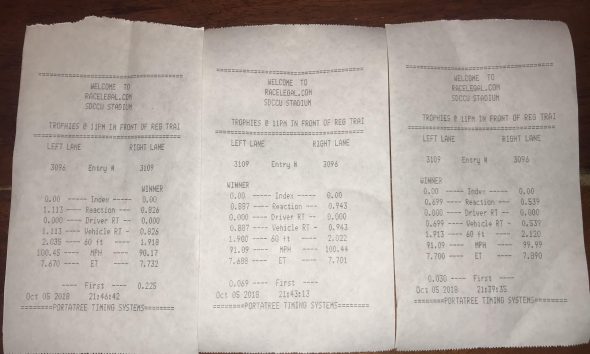 ======================================
WELCOME TO
RACELEGAL.COM
SDCCU STADIUM
TROPHIES @ 11PM IN FRONT OF REG TRAI
======================================
LEFT LANE RIGHT LANE
3096 Entry # 3109
WINNER
0.00 ---- Index ---- 0.00
1.113 ---- Reaction --- 0.826
0.000 ---- Driver RT -- 0.000
1.113 ---- Vehicle RT - 0.826
2.035 ---- 60 ft ---- 1.918
100.45 ---- MPH ---- 90.17
7.670 ---- ET ---- 7.732
---- First ---- 0.225
Oct 05 2018 21:46:42
=======PORTATREE TIMING SYSTEMS=======
======================================
WELCOME TO
RACELEGAL.COM
SDCCU STADIUM
TROPHIES @ 11PM IN FRONT OF REG TRAI
======================================
LEFT LANE RIGHT LANE
3109 Entry # 3096
WINNER
0.00 ---- Index ---- 0.00
0.887 ---- Reaction --- 0.943
0.000 ---- Driver RT -- 0.000
0.887 ---- Vehicle RT - 0.943
1.900 ---- 60 ft ---- 2.022
91.09 ---- MPH ---- 100.44
7.688 ---- ET ---- 7.701
0.069 ---- First ----
Oct 05 2018 21:43:13
=======PORTATREE TIMING SYSTEMS=======
======================================
WELCOME TO
RACELEGAL.COM
SDCCU STADIUM
TROPHIES @ 11PM IN FRONT OF REG TRAI
======================================
LEFT LANE RIGHT LANE
3109 Entry # 3096
WINNER
0.00 ---- Index ---- 0.00
0.699 ---- Reaction --- 0.539
0.000 ---- Driver RT -- 0.000
0.699 ---- Vehicle RT - 0.539
1.913 ---- 60 ft ---- 2.120
91.09 ---- MPH ---- 99.99
7.700 ---- ET ---- 7.890
0.030 ---- First ----
Oct 05 2018 21:39:35
=======PORTATREE TIMING SYSTEMS=======